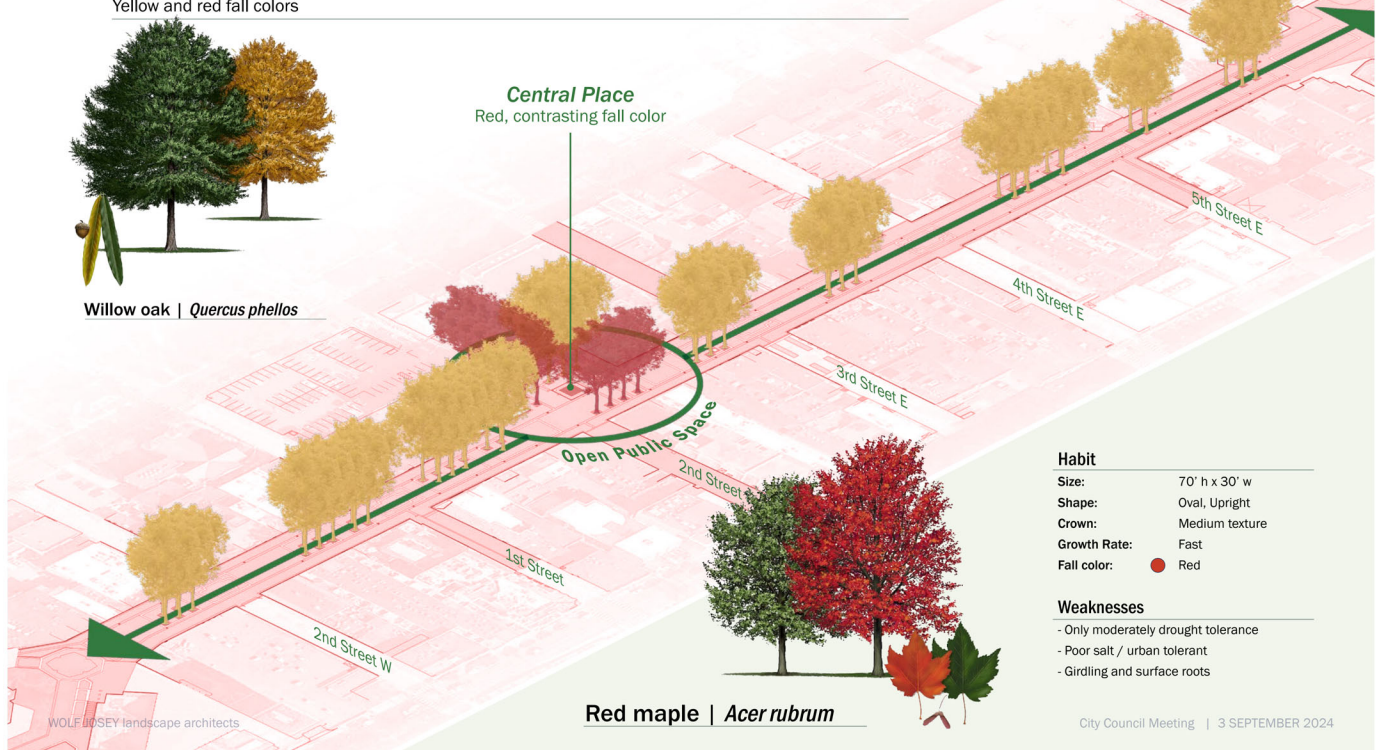 Yellow and red fall colors
Central Place
Red, contrasting fall color
Willow oak | Quercus phellos
5th Street E
4th Street E
3rd Street E
Open Public Space
2nd Street
1st Street
2nd Street W
Habit
Size: 70' h x 30' w
Shape: Oval, Upright
Crown: Medium texture
Growth Rate: Fast
Fall color: Red
Weaknesses
- Only moderately drought tolerance
- Poor salt / urban tolerant
- Girdling and surface roots
Red maple | Acer rubrum
WOLF JOSEY landscape architects
City Council Meeting | 3 SEPTEMBER 2024